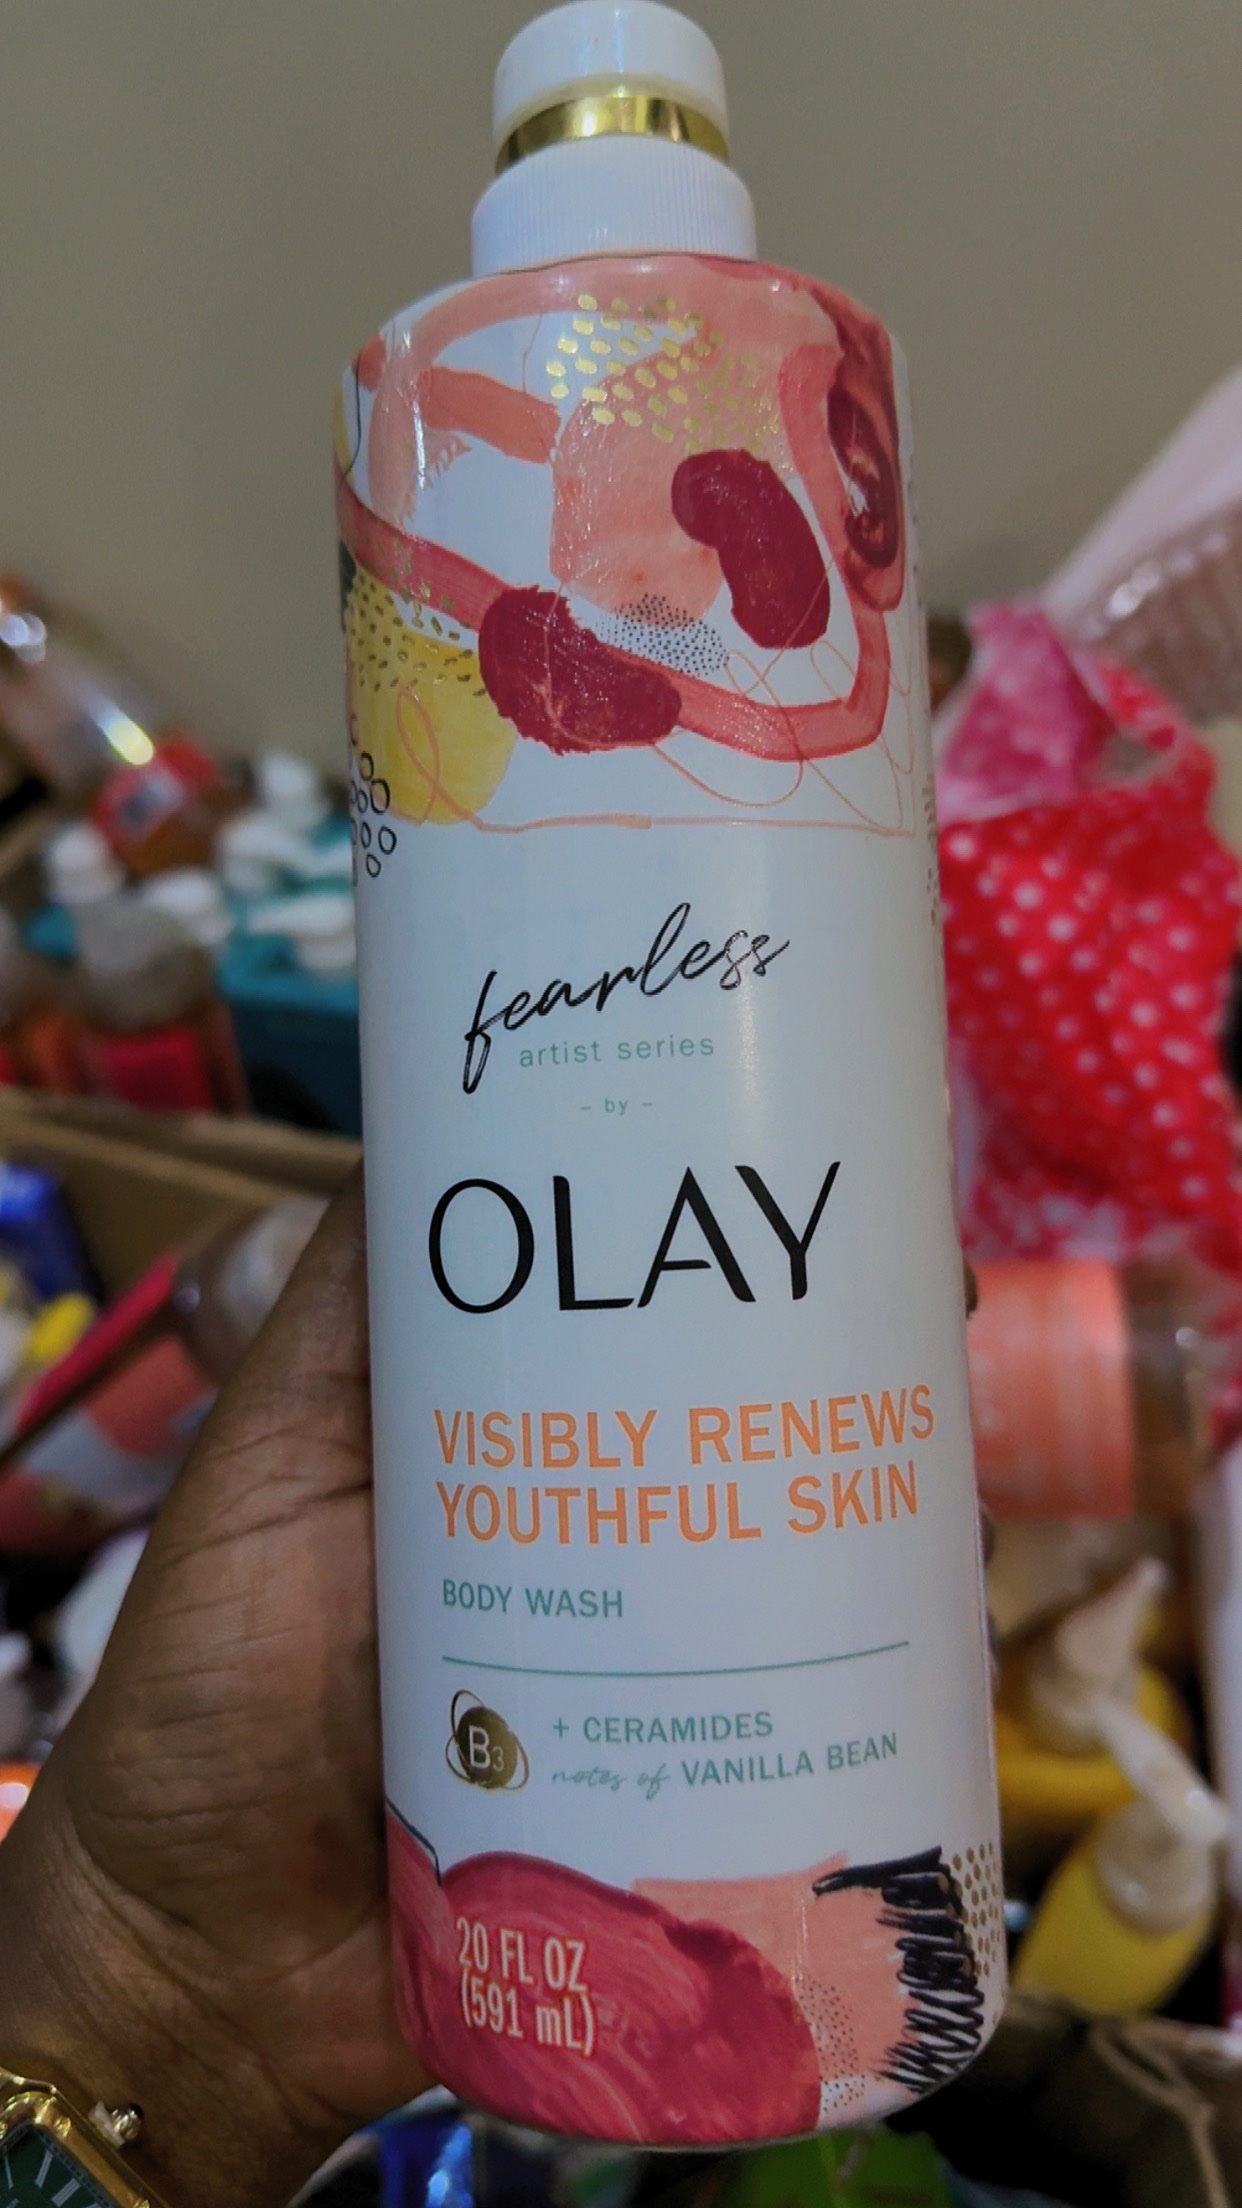 fearless
artist series
- by -
OLAY
VISIBLY RENEWS
YOUTHFUL SKIN
BODY WASH
B3
+ CERAMIDES
notes of VANILLA BEAN
20 FL OZ
(591 mL)